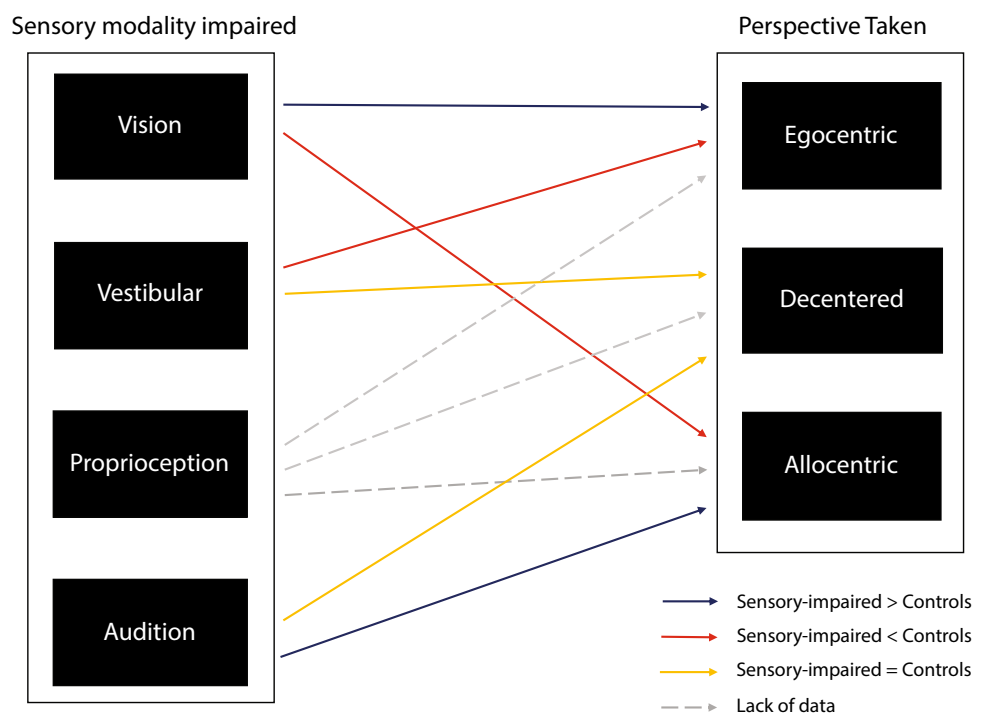 Sensory modality impaired
Perspective Taken
Vision
Vestibular
Proprioception
Audition
Egocentric
Decentered
Allocentric
Sensory-impaired > Controls
Sensory-impaired < Controls
Sensory-impaired = Controls
Lack of data